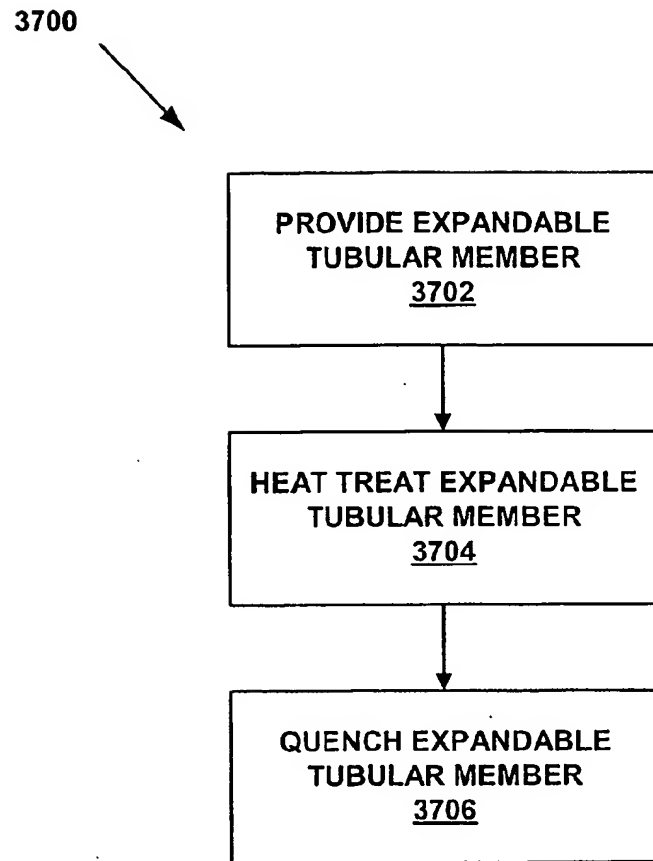 3700
PROVIDE EXPANDABLE
TUBULAR MEMBER
3702
HEAT TREAT EXPANDABLE
TUBULAR MEMBER
3704
QUENCH EXPANDABLE
TUBULAR MEMBER
3706